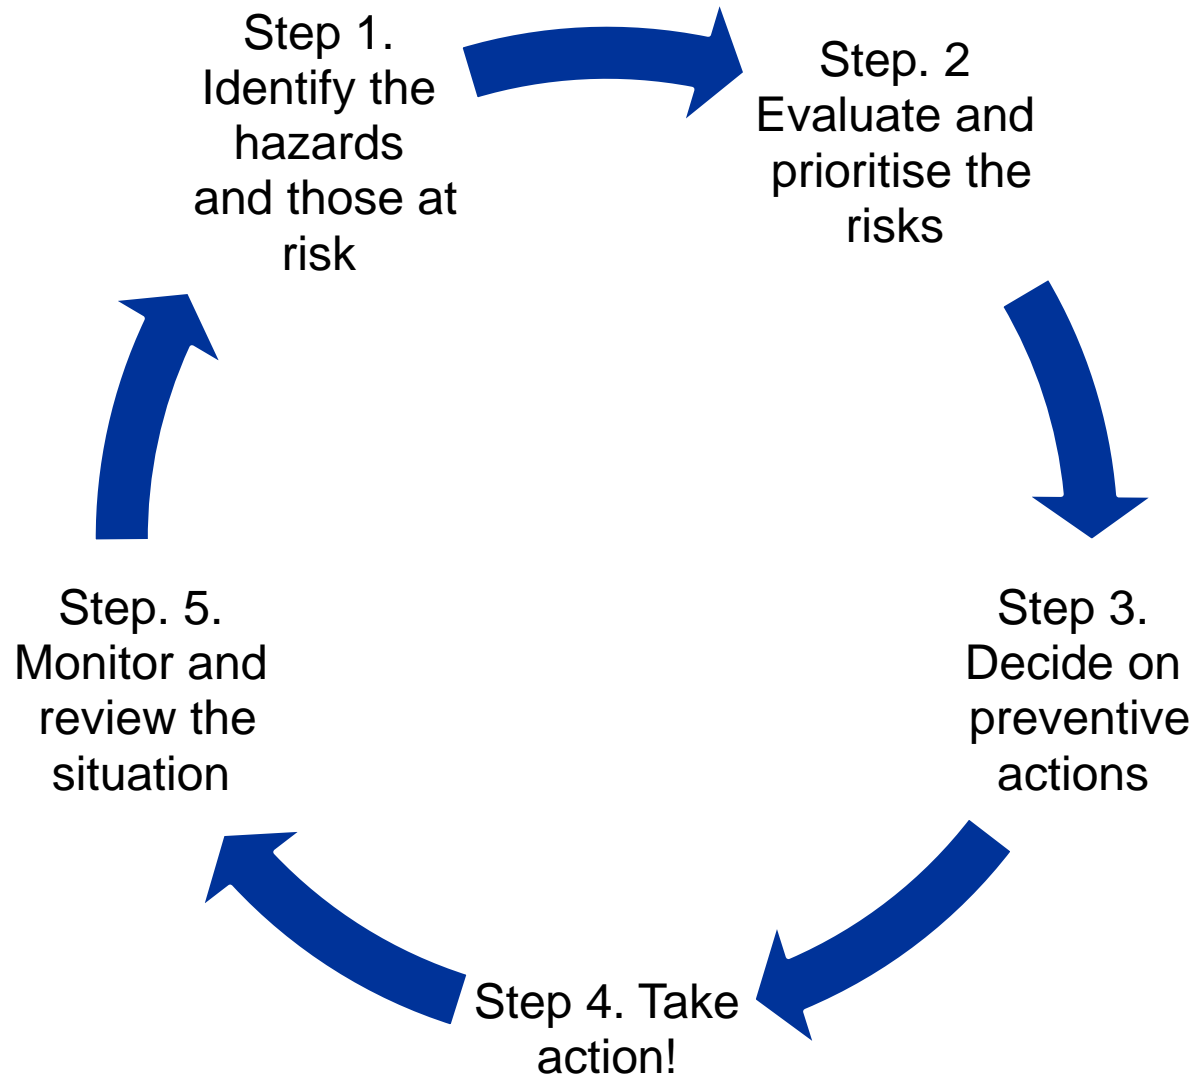 Step 1.
Identify the
hazards
and those at
risk
Step. 2
Evaluate and
prioritise the
risks
Step 3.
Decide on
preventive
actions
Step 4. Take
action!
Step. 5.
Monitor and
review the
situation